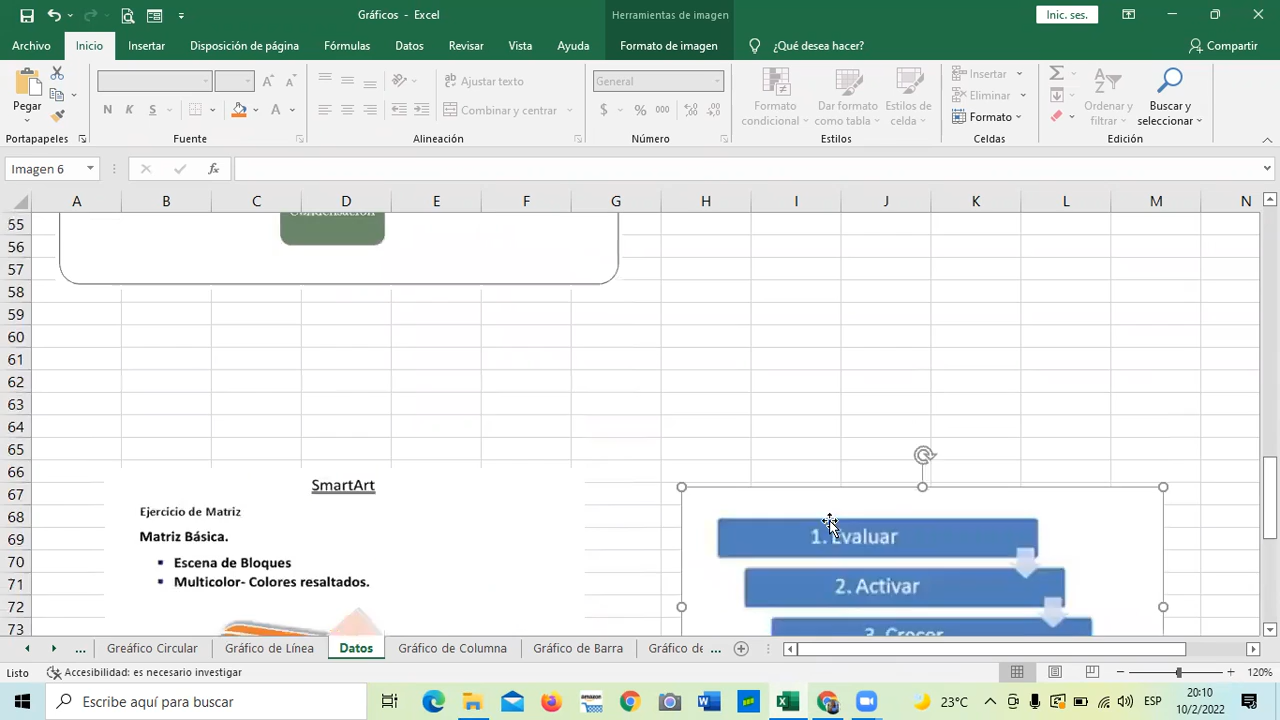 Gráficos - Excel
Herramientas de imagen
Inic. ses.
Archivo Inicio Insertar Disposición de página Fórmulas Datos Revisar Vista Ayuda Formato de imagen ¿Qué desea hacer? Compartir
Pegar
N K S
Ajustar texto
Combinar y centrar
General
$ % 000
Formato condicional
Dar formato como tabla
Estilos de celda
Insertar
Eliminar
Formato
Ordenar y filtrar
Buscar y seleccionar
Portapapeles Fuente Alineación Número Estilos Celdas Edición
Imagen 6
fx
A B C D E F G H I J K L M N
55
Condensación
56
57
58
59
60
61
62
63
64
65
66
67
68
69
70
71
72
73
SmartArt
Ejercicio de Matriz
Matriz Básica.
Escena de Bloques
Multicolor- Colores resaltados.
1. Evaluar
2. Activar
3. Crecer
... Greáfico Circular Gráfico de Línea Datos Gráfico de Columna Gráfico de Barra Gráfico de ...
Listo Accesibilidad: es necesario investigar 120%
Escribe aquí para buscar
amazon
23°C
ESP
20:10
10/2/2022